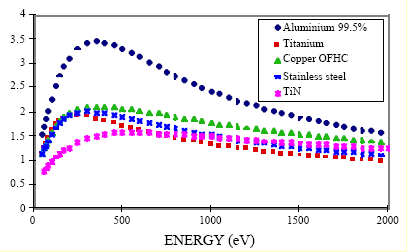 4
3.5
3
2.5
2
1.5
1
0.5
0
0 500 1000 1500 2000
Aluminium 99.5%
Titanium
Copper OFHC
Stainless steel
TiN
ENERGY (eV)